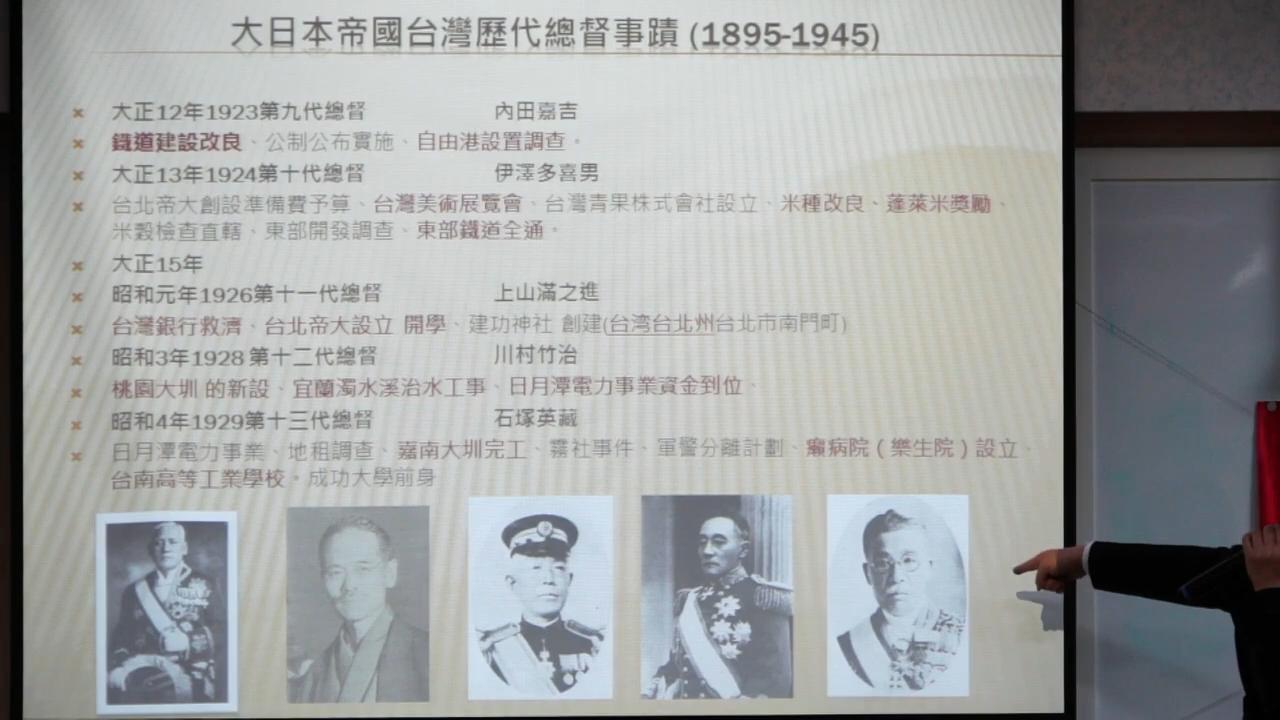 大日本帝國台灣歷代總督事蹟 (1895-1945)
大正12年1923第九代總督 內田嘉吉
鐵道建設改良、公制公布實施、自由港設置調查。
大正13年1924第十代總督 伊澤多喜男
台北帝大創設準備費予算、台灣美術展覽會、台灣青果株式會社設立、米種改良、蓬萊米獎勵、
米穀檢查直轄、東部開發調查、東部鐵道全通。
大正15年
昭和元年1926第十一代總督 上山滿之進
台灣銀行救濟、台北帝大設立 開學、建功神社 創建(台湾台北州台北市南門町)
昭和3年1928第十二代總督 川村竹治
桃園大圳 的新設、宜蘭濁水溪治水工事、日月潭電力事業資金到位、
昭和4年1929第十三代總督 石塚英藏
日月潭電力事業、地租調查、嘉南大圳完工、霧社事件、軍警分離計劃、癩病院(樂生院)設立、
台南高等工業學校。成功大學前身